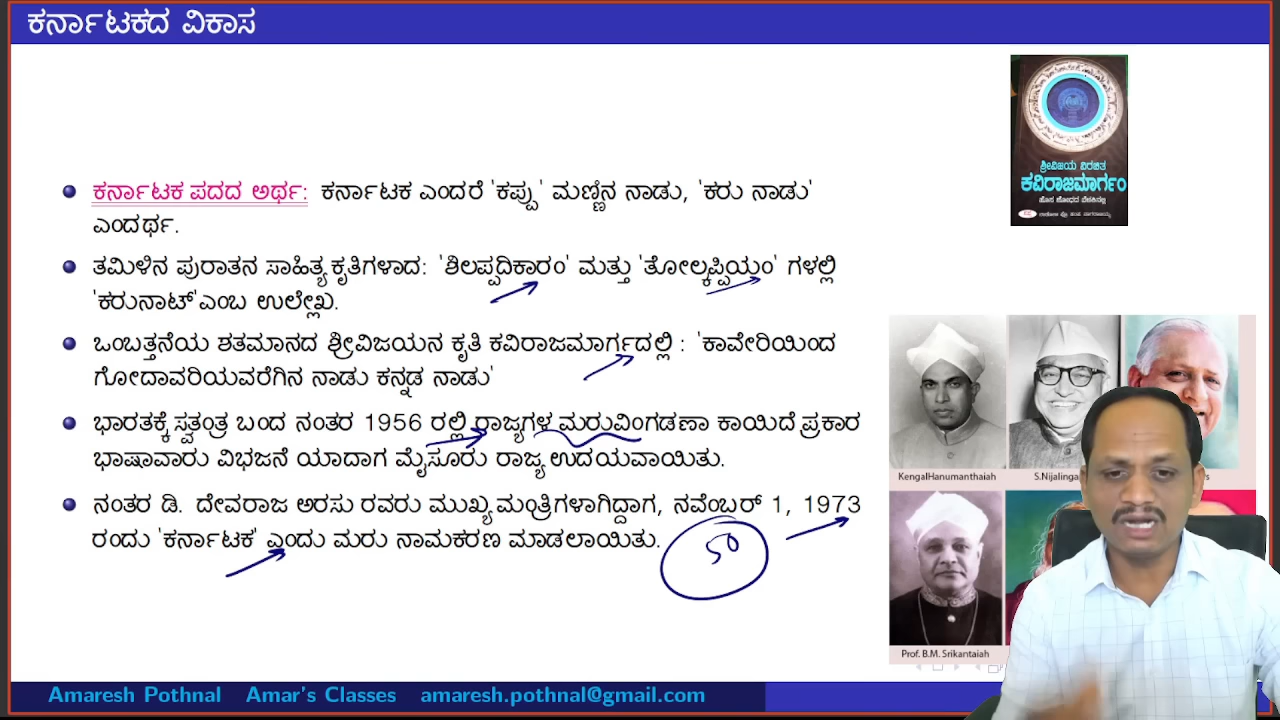 ಕರ್ನಾಟಕದ ವಿಕಾಸ
ಶ್ರೀವಿಜಯ ವಿರಚಿತ
ಕವಿರಾಜಮಾರ್ಗಂ
ಕರ್ನಾಟಕ ಪದದ ಅರ್ಥ: ಕರ್ನಾಟಕ ಎಂದರೆ 'ಕಪ್ಪು' ಮಣ್ಣಿನ ನಾಡು, 'ಕರು ನಾಡು'
ಎಂದರ್ಥ.
ತಮಿಳಿನ ಪುರಾತನ ಸಾಹಿತ್ಯ ಕೃತಿಗಳಾದ: 'ಶಿಲಪ್ಪದಿಕಾರಂ' ಮತ್ತು 'ತೋಲ್ಕಪ್ಪಿಯಂ' ಗಳಲ್ಲಿ
'ಕರುನಾಟ್'ಎಂಬ ಉಲೇಲ್ಲಖ.
ಒಂಬತ್ತನೆಯ ಶತಮಾನದ ಶ್ರೀವಿಜಯನ ಕೃತಿ ಕವಿರಾಜಮಾರ್ಗದಲ್ಲಿ : 'ಕಾವೇರಿಯಿಂದ
ಗೋದಾವರಿಯವರೆಗಿನ ನಾಡು ಕನ್ನಡ ನಾಡು'
ಭಾರತಕ್ಕೆ ಸ್ವತ್ರಂತ್ರ ಬಂದ ನಂತರ 1956 ರಲ್ಲಿ ರಾಜ್ಯಗಳ ಮರುವಿಂಗಡಣಾ ಕಾಯಿದೆ ಪ್ರಕಾರ
ಭಾಷಾವಾರು ವಿಭಜನೆ ಯಾದಾಗ ಮೈಸೂರು ರಾಜ್ಯ ಉದಯವಾಯಿತು.
ನಂತರ ಡಿ. ದೇವರಾಜ ಅರಸು ರವರು ಮುಖ್ಯ ಮಂತ್ರಿಗಳಾಗಿದ್ದಾಗ, ನವೆಂಬರ್ 1, 1973
ರಂದು 'ಕರ್ನಾಟಕ' ಎಂದು ಮರು ನಾಮಕರಣ ಮಾಡಲಾಯಿತು.
50
KengalHanumanthaiah
S.Nijalinga
Prof. B.M. Srikantaiah
Amaresh Pothnal Amar's Classes amaresh.pothnal@gmail.com